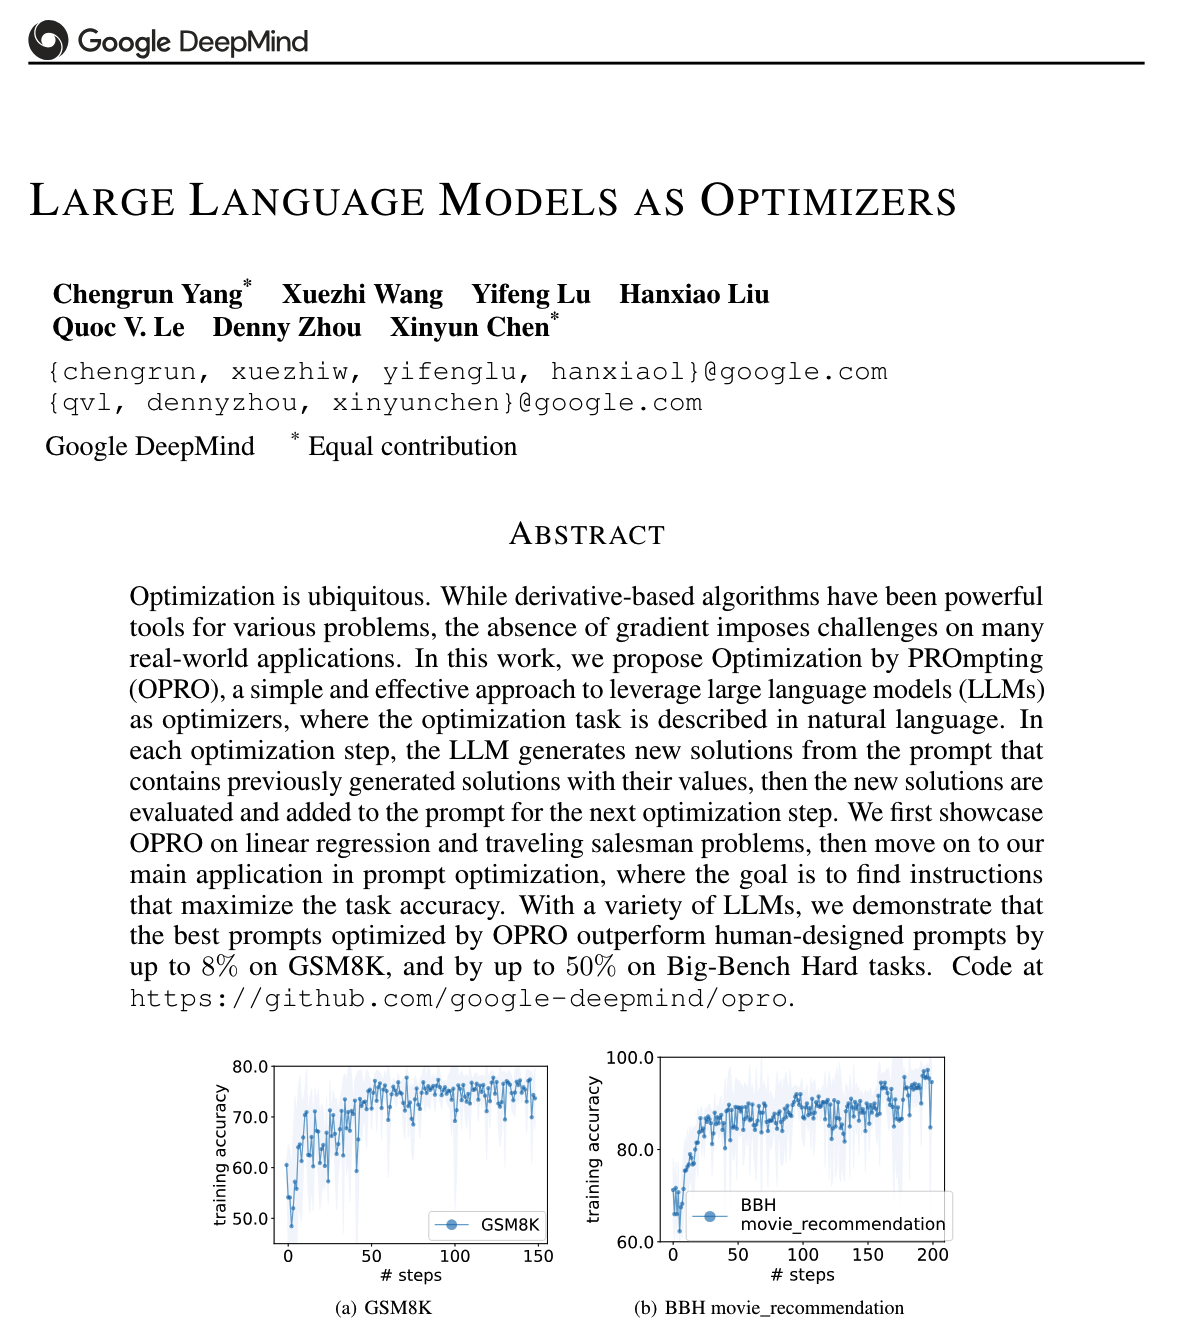 Google DeepMind
LARGE LANGUAGE MODELS AS OPTIMIZERS
Chengrun Yang* Xuezhi Wang Yifeng Lu Hanxiao Liu
Quoc V. Le Denny Zhou Xinyun Chen*
{chengrun, xuezhiw, yifenglu, hanxiaol}@google.com
{qvl, dennyzhou, xinyunchen}@google.com
Google DeepMind * Equal contribution
ABSTRACT
Optimization is ubiquitous. While derivative-based algorithms have been powerful
tools for various problems, the absence of gradient imposes challenges on many
real-world applications. In this work, we propose Optimization by PROmpting
(OPRO), a simple and effective approach to leverage large language models (LLMs)
as optimizers, where the optimization task is described in natural language. In
each optimization step, the LLM generates new solutions from the prompt that
contains previously generated solutions with their values, then the new solutions are
evaluated and added to the prompt for the next optimization step. We first showcase
OPRO on linear regression and traveling salesman problems, then move on to our
main application in prompt optimization, where the goal is to find instructions
that maximize the task accuracy. With a variety of LLMs, we demonstrate that
the best prompts optimized by OPRO outperform human-designed prompts by
up to 8% on GSM8K, and by up to 50% on Big-Bench Hard tasks. Code at
https://github.com/google-deepmind/opro.
80.0
70.0
60.0
50.0
training accuracy
GSM8K
0 50 100 150
# steps
(a) GSM8K
100.0
80.0
60.0
training accuracy
BBH
movie_recommendation
0 50 100 150 200
# steps
(b) BBH movie_recommendation